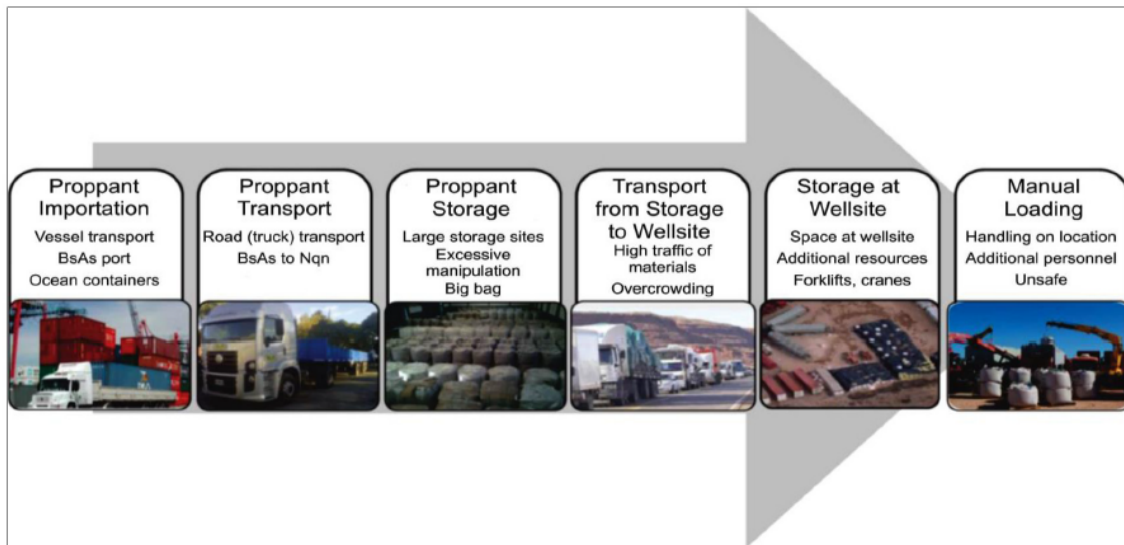 Proppant
Importation
Vessel transport
BsAs port
Ocean containers
Proppant
Transport
Road (truck) transport
BsAs to Nqn
Proppant
Storage
Large storage sites
Excessive
manipulation
Big bag
Transport
from Storage
to Wellsite
High traffic of
materials
Overcrowding
Storage at
Wellsite
Space at wellsite
Additional resources
Forklifts, cranes
Manual
Loading
Handling on location
Additional personnel
Unsafe